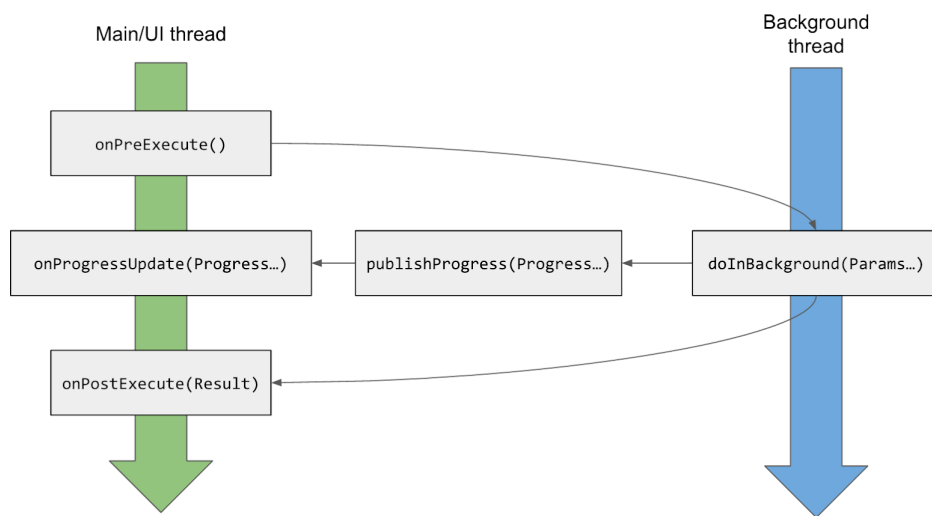 Main/UI thread
Background
thread
onPreExecute()
onProgressUpdate(Progress…)
publishProgress(Progress…)
doInBackground(Params…)
onPostExecute(Result)